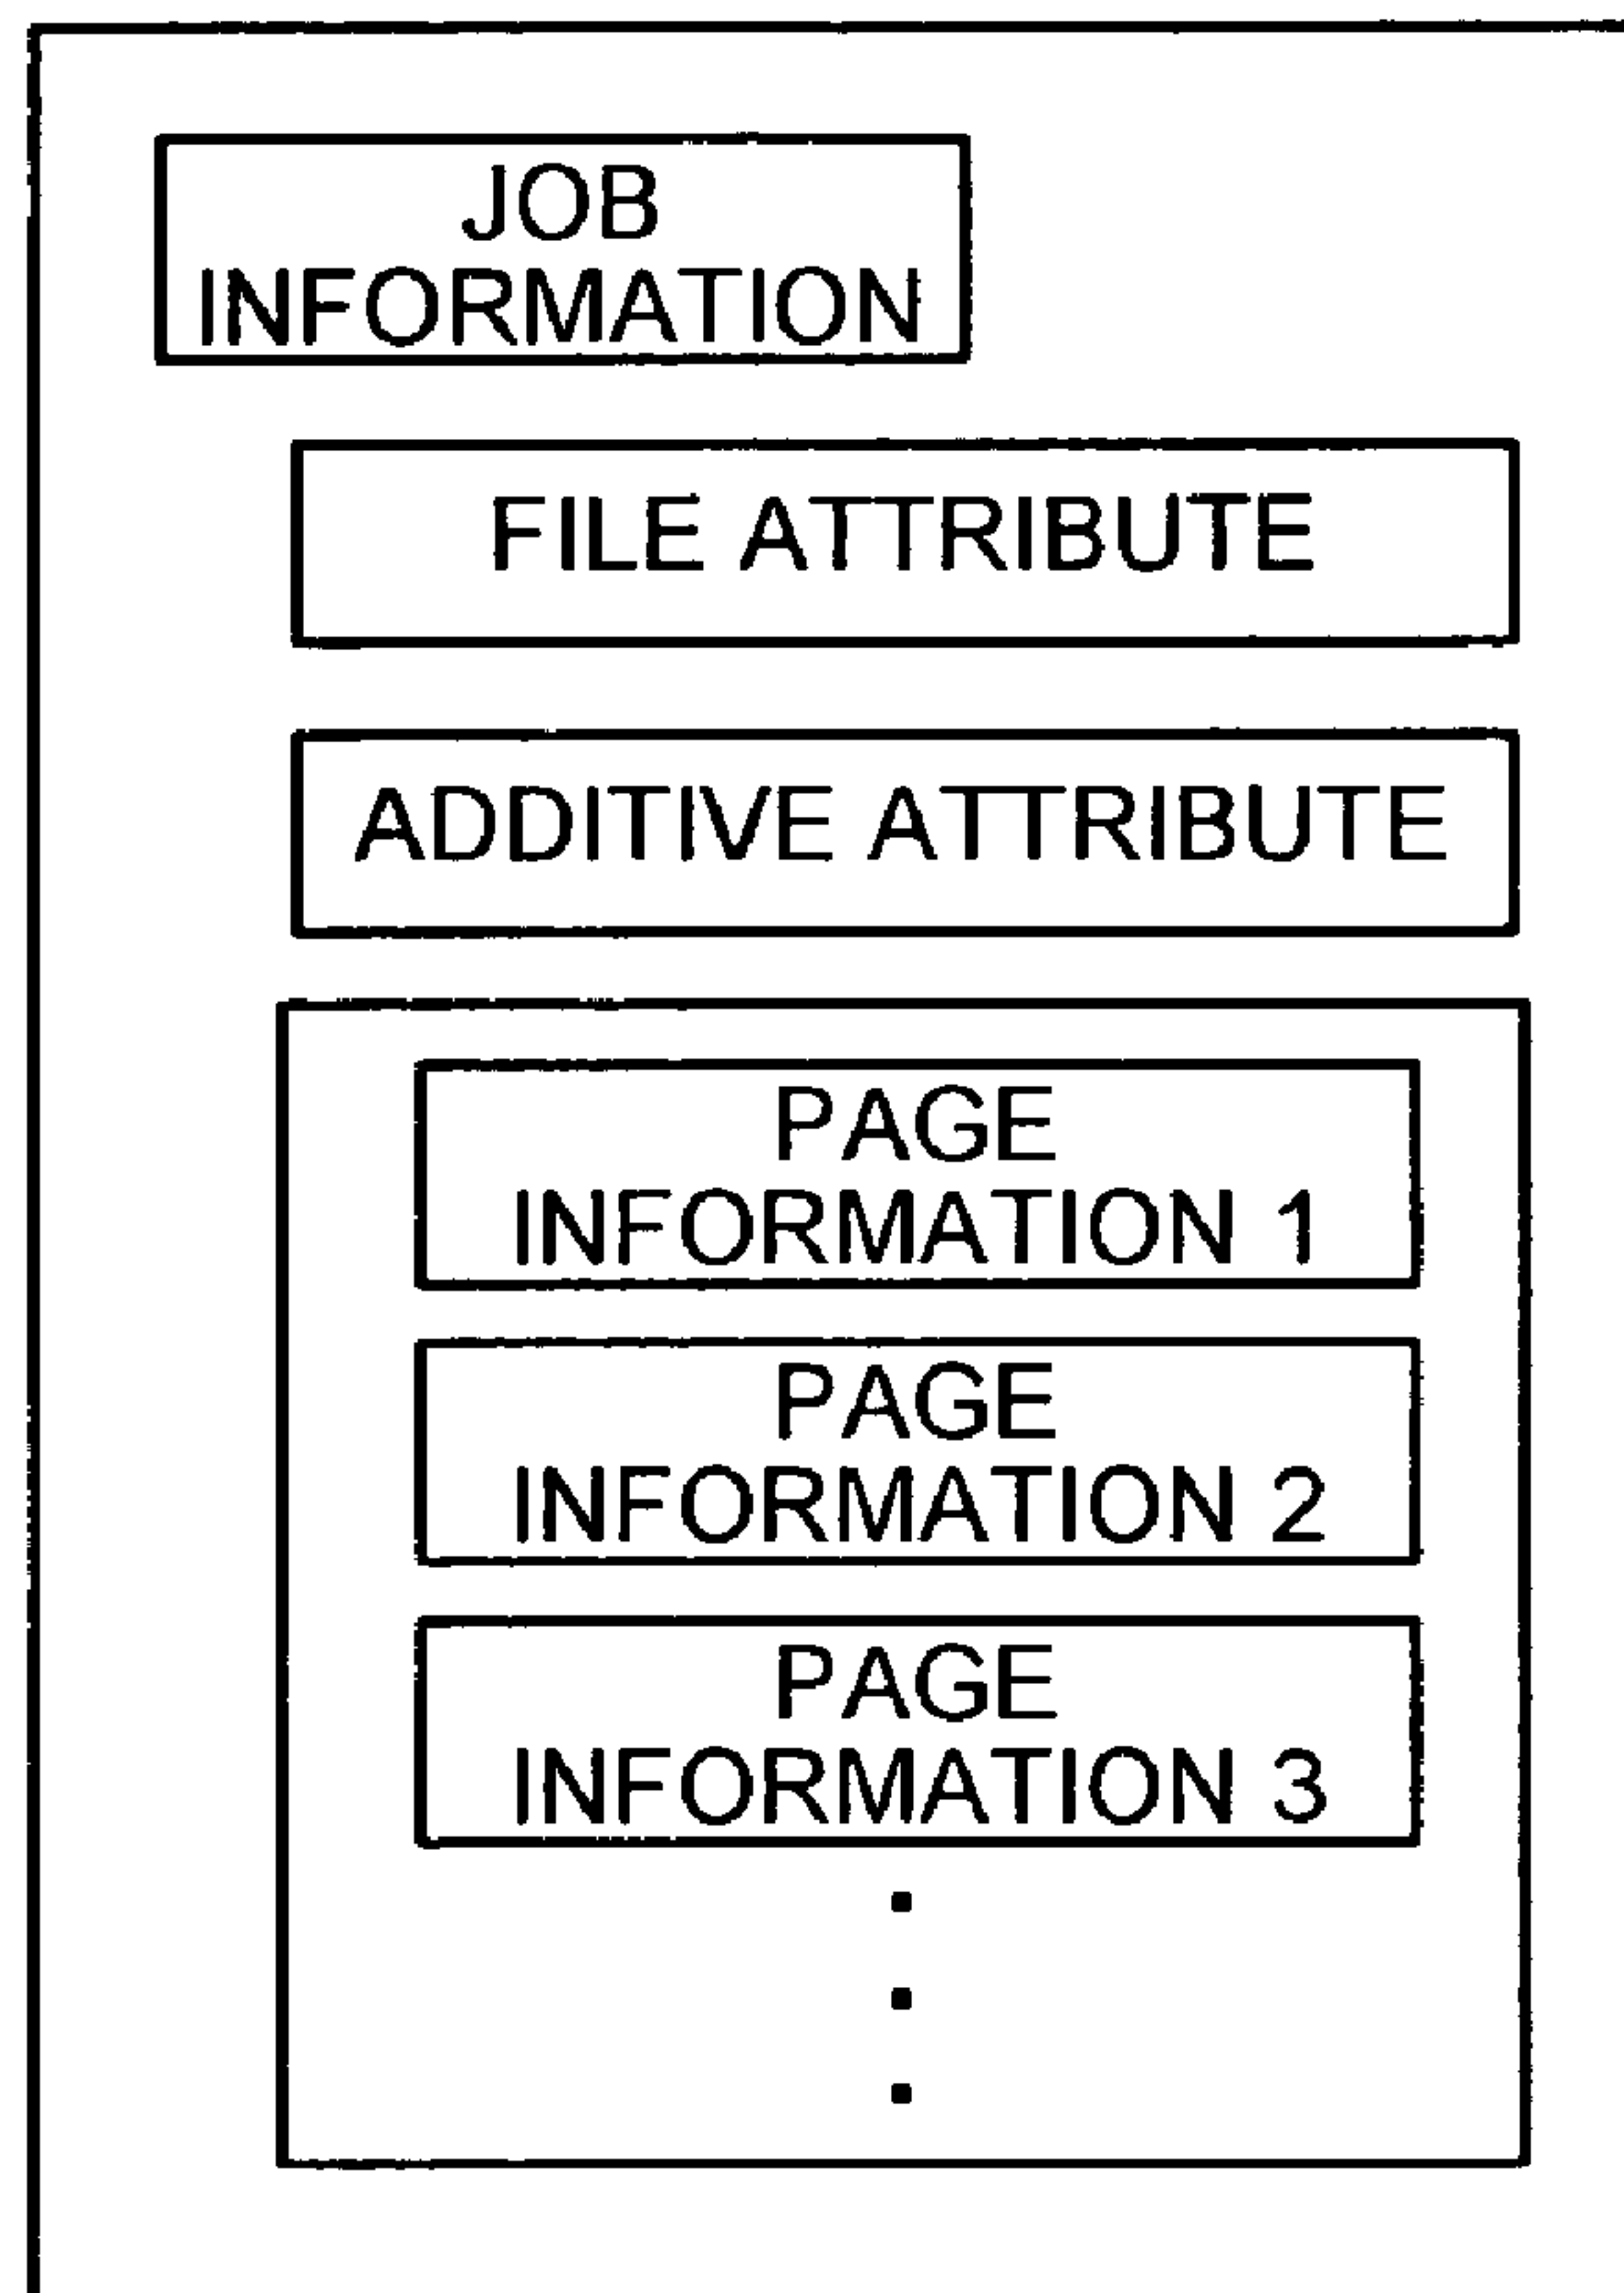 JOB
INFORMATION
FILE ATTRIBUTE
ADDITIVE ATTRIBUTE
PAGE
INFORMATION 1
PAGE
INFORMATION 2
PAGE
INFORMATION 3